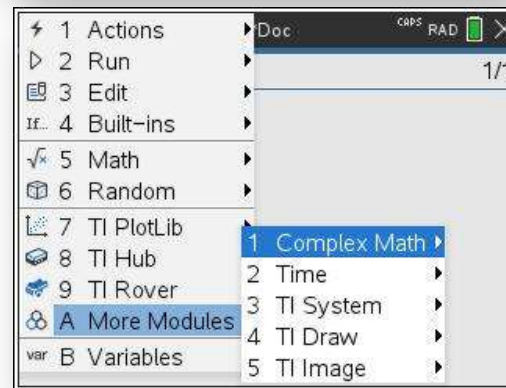 1 Actions
Doc
CAPS RAD
2 Run
1/1
3 Edit
If... 4 Built-ins
5 Math
6 Random
7 TI PlotLib
8 TI Hub
9 TI Rover
A More Modules
var B Variables
1 Complex Math
2 Time
3 TI System
4 TI Draw
5 TI Image